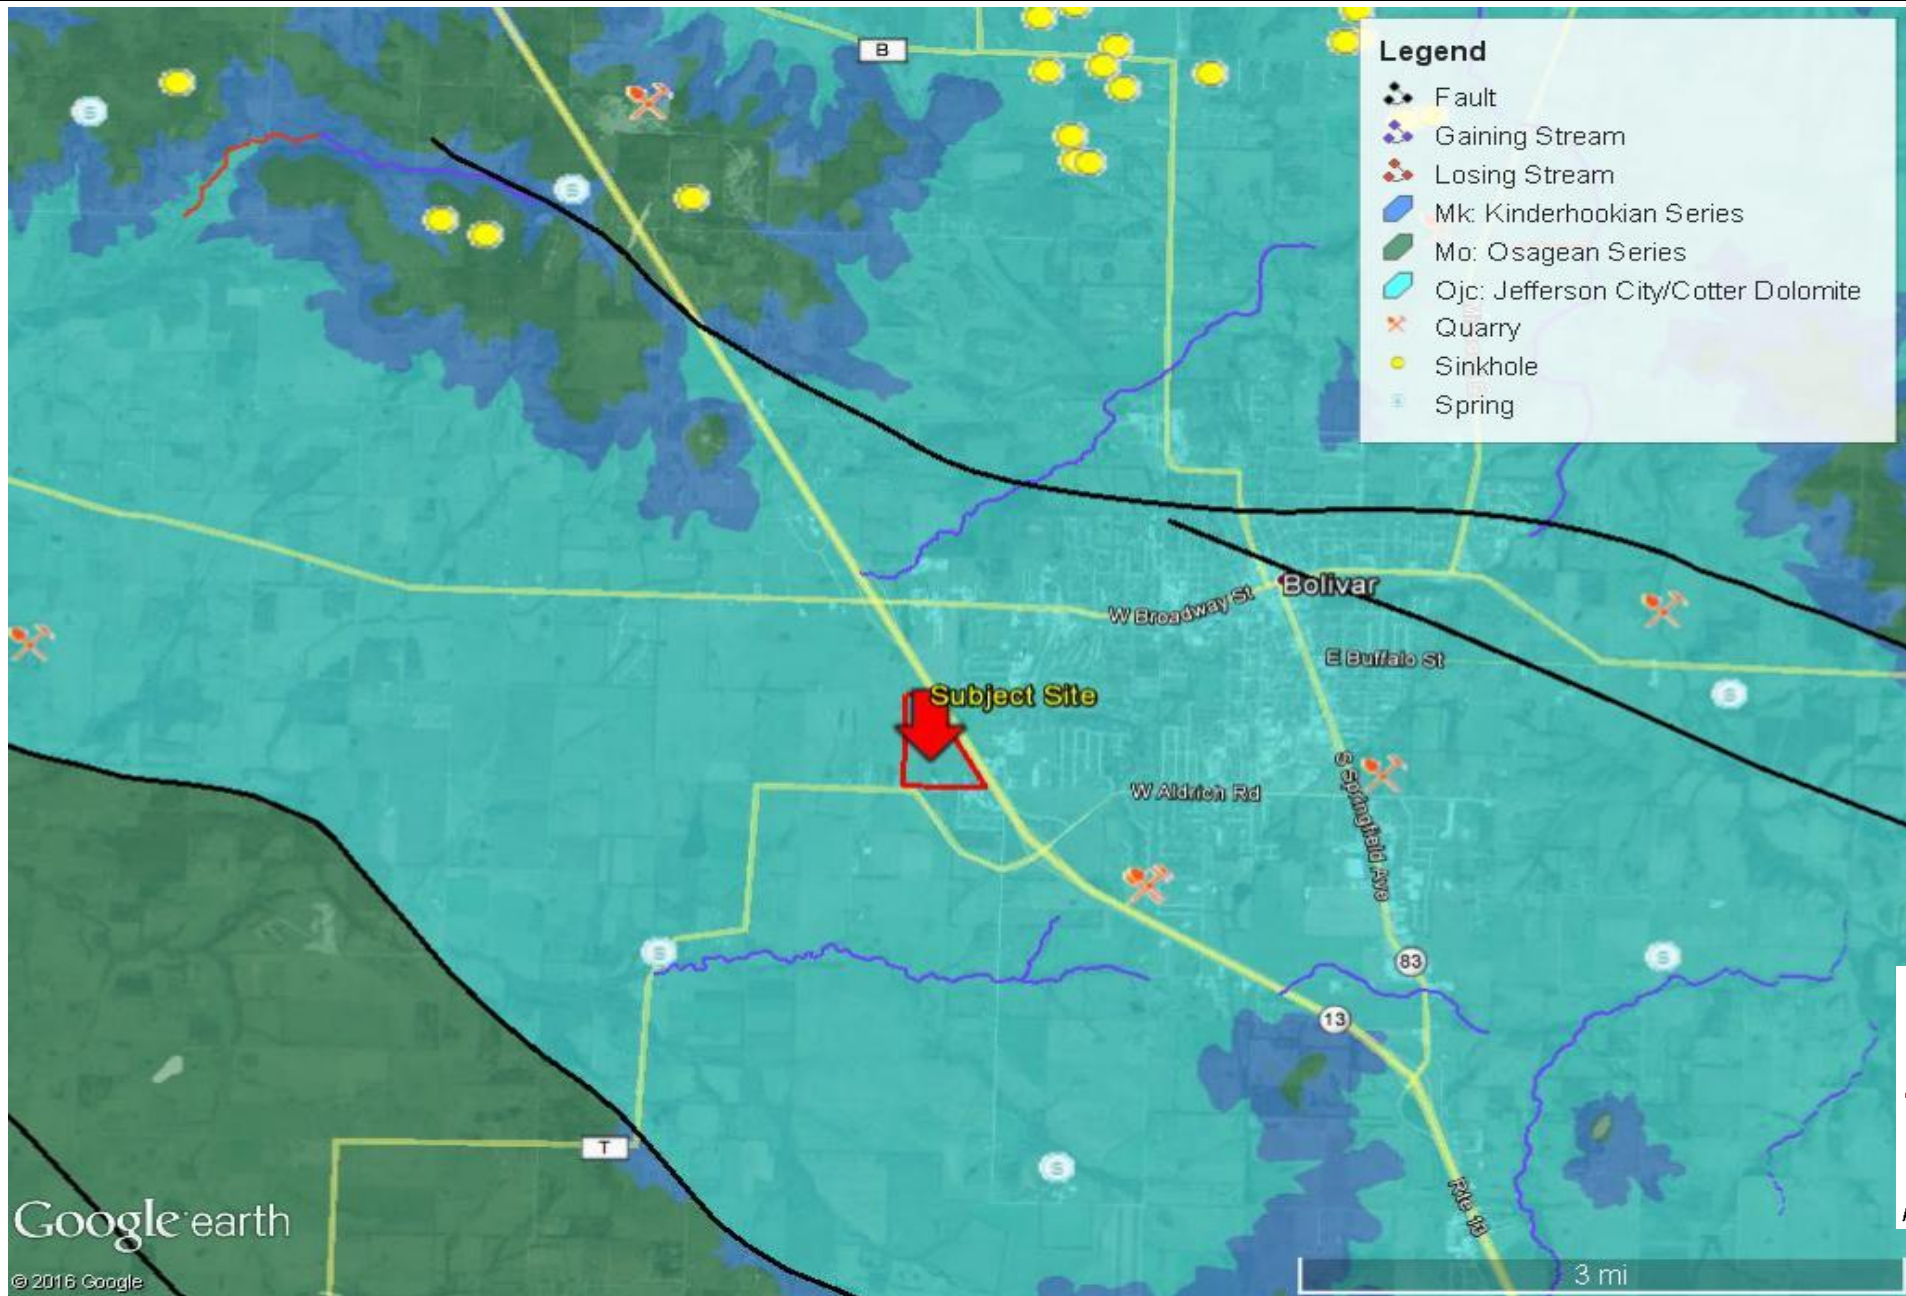 B
Legend
Fault
Gaining Stream
Losing Stream
Mk: Kinderhookian Series
Mo: Osagean Series
Ojc: Jefferson City/Cotter Dolomite
Quarry
Sinkhole
Spring
S
S
Bolivar
W Broadway St
E Buffalo St
S
Subject Site
W Aldrich Rd
S Springfield Ave
S
S
83
13
T
S
Rte 13
Google earth
3 mi
© 2016 Google